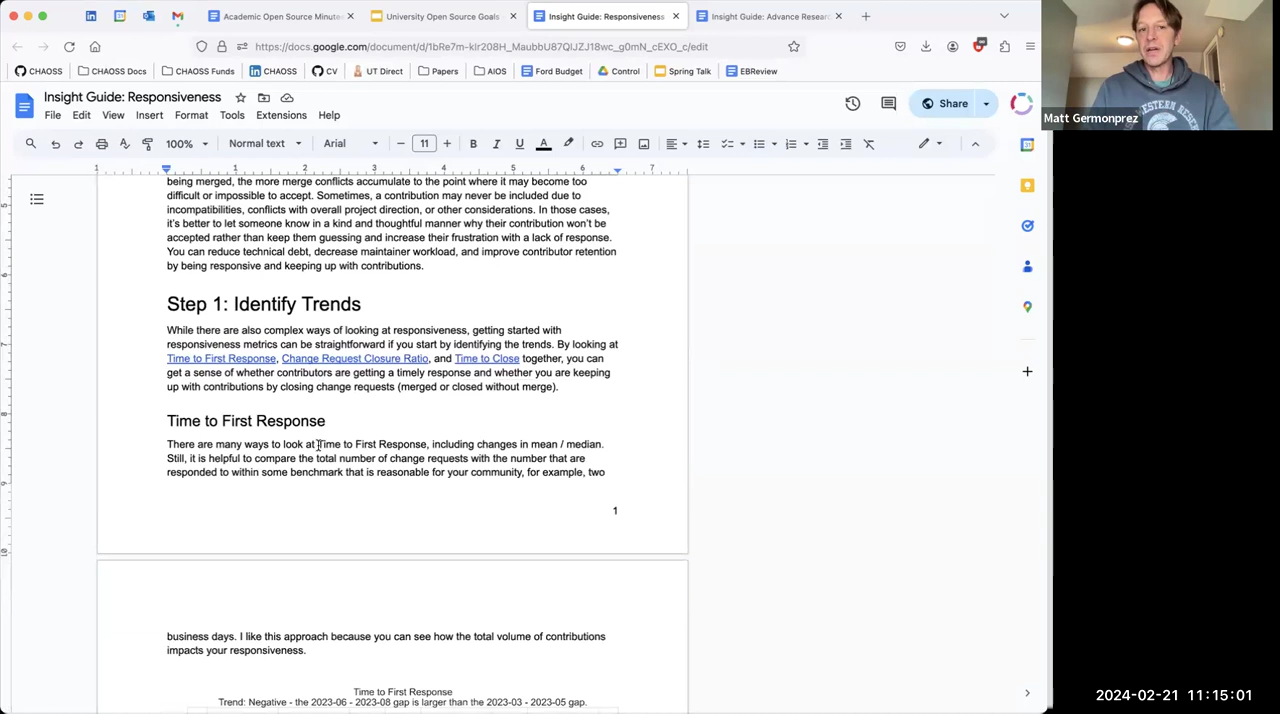 Academic Open Source Minutes
University Open Source Goals
Insight Guide: Responsiveness
Insight Guide: Advance Resear
https://docs.google.com/document/d/1bRe7m-kIr208H_MaubbU87QIJZJ18wc_g0mN_cEXO_c/edit
CHAOSS
CHAOSS Docs
CHAOSS Funds
CHAOSS
CV
UT Direct
Papers
AIOS
Ford Budget
Control
Spring Talk
EBReview
Matt Germonprez
Insight Guide: Responsiveness
Share
File Edit View Insert Format Tools Extensions Help
100% Normal text Arial 11
1 1 2 3 4 5 6 7
being merged, the more merge conflicts accumulate to the point where it may become too
difficult or impossible to accept. Sometimes, a contribution may never be included due to
incompatibilities, conflicts with overall project direction, or other considerations. In those cases,
it's better to let someone know in a kind and thoughtful manner why their contribution won't be
accepted rather than keep them guessing and increase their frustration with a lack of response.
You can reduce technical debt, decrease maintainer workload, and improve contributor retention
by being responsive and keeping up with contributions.
Step 1: Identify Trends
While there are also complex ways of looking at responsiveness, getting started with
responsiveness metrics can be straightforward if you start by identifying the trends. By looking at
Time to First Response, Change Request Closure Ratio, and Time to Close together, you can
get a sense of whether contributors are getting a timely response and whether you are keeping
up with contributions by closing change requests (merged or closed without merge).
Time to First Response
There are many ways to look at Time to First Response, including changes in mean / median.
Still, it is helpful to compare the total number of change requests with the number that are
responded to within some benchmark that is reasonable for your community, for example, two
1
business days. I like this approach because you can see how the total volume of contributions
impacts your responsiveness.
Time to First Response
Trend: Negative - the 2023-06 - 2023-08 gap is larger than the 2023-03 - 2023-05 gap.
2024-02-21 11:15:01